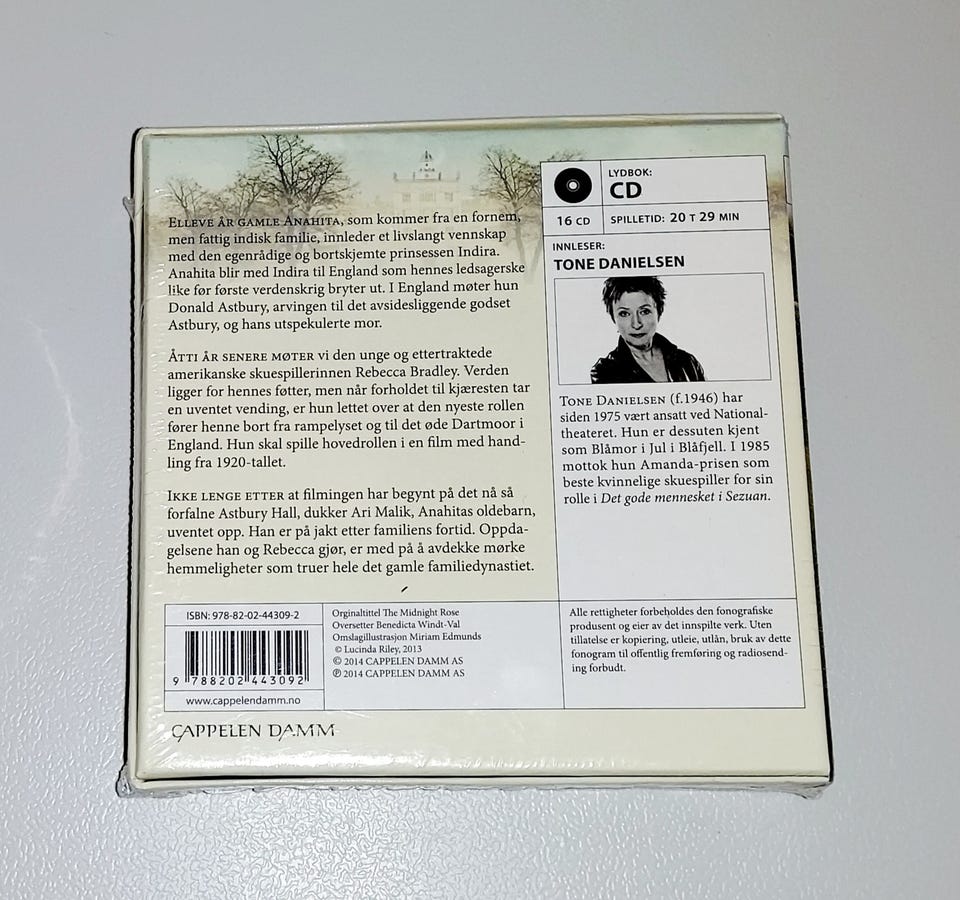 ELLEVE ÅR GAMLE ANAHITA, som kommer fra en fornem,
men fattig indisk familie, innleder et livslangt vennskap
med den egenrådige og bortskjemte prinsessen Indira.
Anahita blir med Indira til England som hennes ledsagerske
like før første verdenskrig bryter ut. I England møter hun
Donald Astbury, arvingen til det avsidesliggende godset
Astbury, og hans utspekulerte mor.
ÅTTI ÅR SENERE MØTER vi den unge og ettertraktede
amerikanske skuespillerinnen Rebecca Bradley. Verden
ligger for hennes føtter, men når forholdet til kjæresten tar
en uventet vending, er hun lettet over at den nyeste rollen
fører henne bort fra rampelyset og til det øde Dartmoor i
England. Hun skal spille hovedrollen i en film med hand-
ling fra 1920-tallet.
IKKE LENGE ETTER at filmingen har begynt på det nå så
forfalne Astbury Hall, dukker Ari Malik, Anahitas oldebarn,
uventet opp. Han er på jakt etter familiens fortid. Oppda-
gelsene han og Rebecca gjør, er med på å avdekke mørke
hemmeligheter som truer hele det gamle familiedynastiet.
LYDBOK:
CD
16 CD
SPILLETID: 20 T 29 MIN
INNLESER:
TONE DANIELSEN
TONE DANIELSEN (f.1946) har
siden 1975 vært ansatt ved National-
theateret. Hun er dessuten kjent
som Blåmor i Jul i Blåfjell. I 1985
mottok hun Amanda-prisen som
beste kvinnelige skuespiller for sin
rolle i Det gode mennesket i Sezuan.
ISBN: 978-82-02-44309-2
9 788202 443092
www.cappelendamm.no
Orginaltittel The Midnight Rose
Oversetter Benedicta Windt-Val
Omslagillustrasjon Miriam Edmunds
© Lucinda Riley, 2013
© 2014 CAPPELEN DAMM AS
℗ 2014 CAPPELEN DAMM AS
Alle rettigheter forbeholdes den fonografiske
produsent og eier av det innspilte verk. Uten
tillatelse er kopiering, utleie, utlån, bruk av dette
fonogram til offentlig fremføring og radiosend-
ing forbudt.
CAPPELEN DAMM